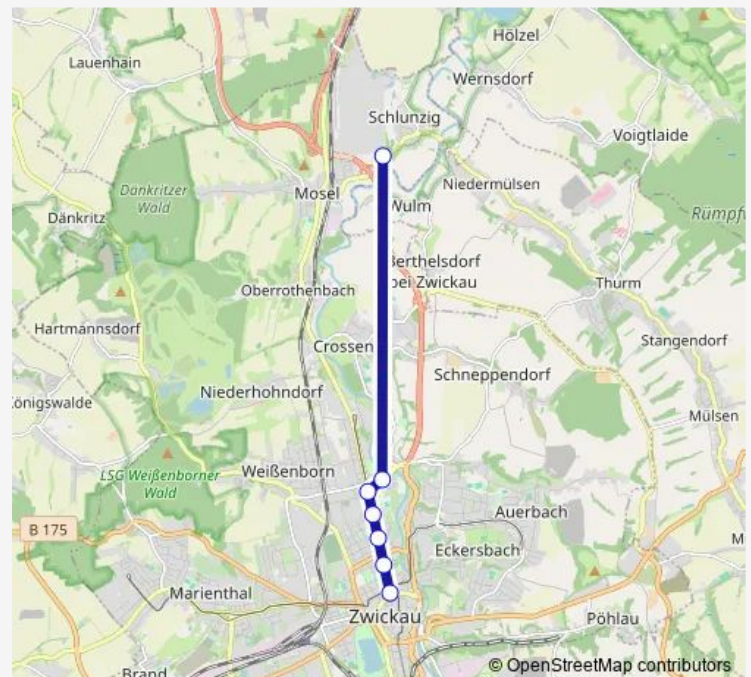 Hölzel
Lauenhain
Wernsdorf
Schlunzig
Voigtlaide
Dänkritzer
Wald
Mosel
Niedermülsen
Wulm
Rümpf
Dänkritz
Berthelsdorf
bei Zwickau
Oberrothenbach
Thurm
Hartmannsdorf
Crossen
Stangendorf
Schneppendorf
Niederhohndorf
Königswalde
Mülsen
Weißenborn
LSG Weißenborner
Wald
Auerbach
B 175
M
Eckersbach
Marienthal
Zwickau
Pöhlau
Brand
© OpenStreetMap contributors